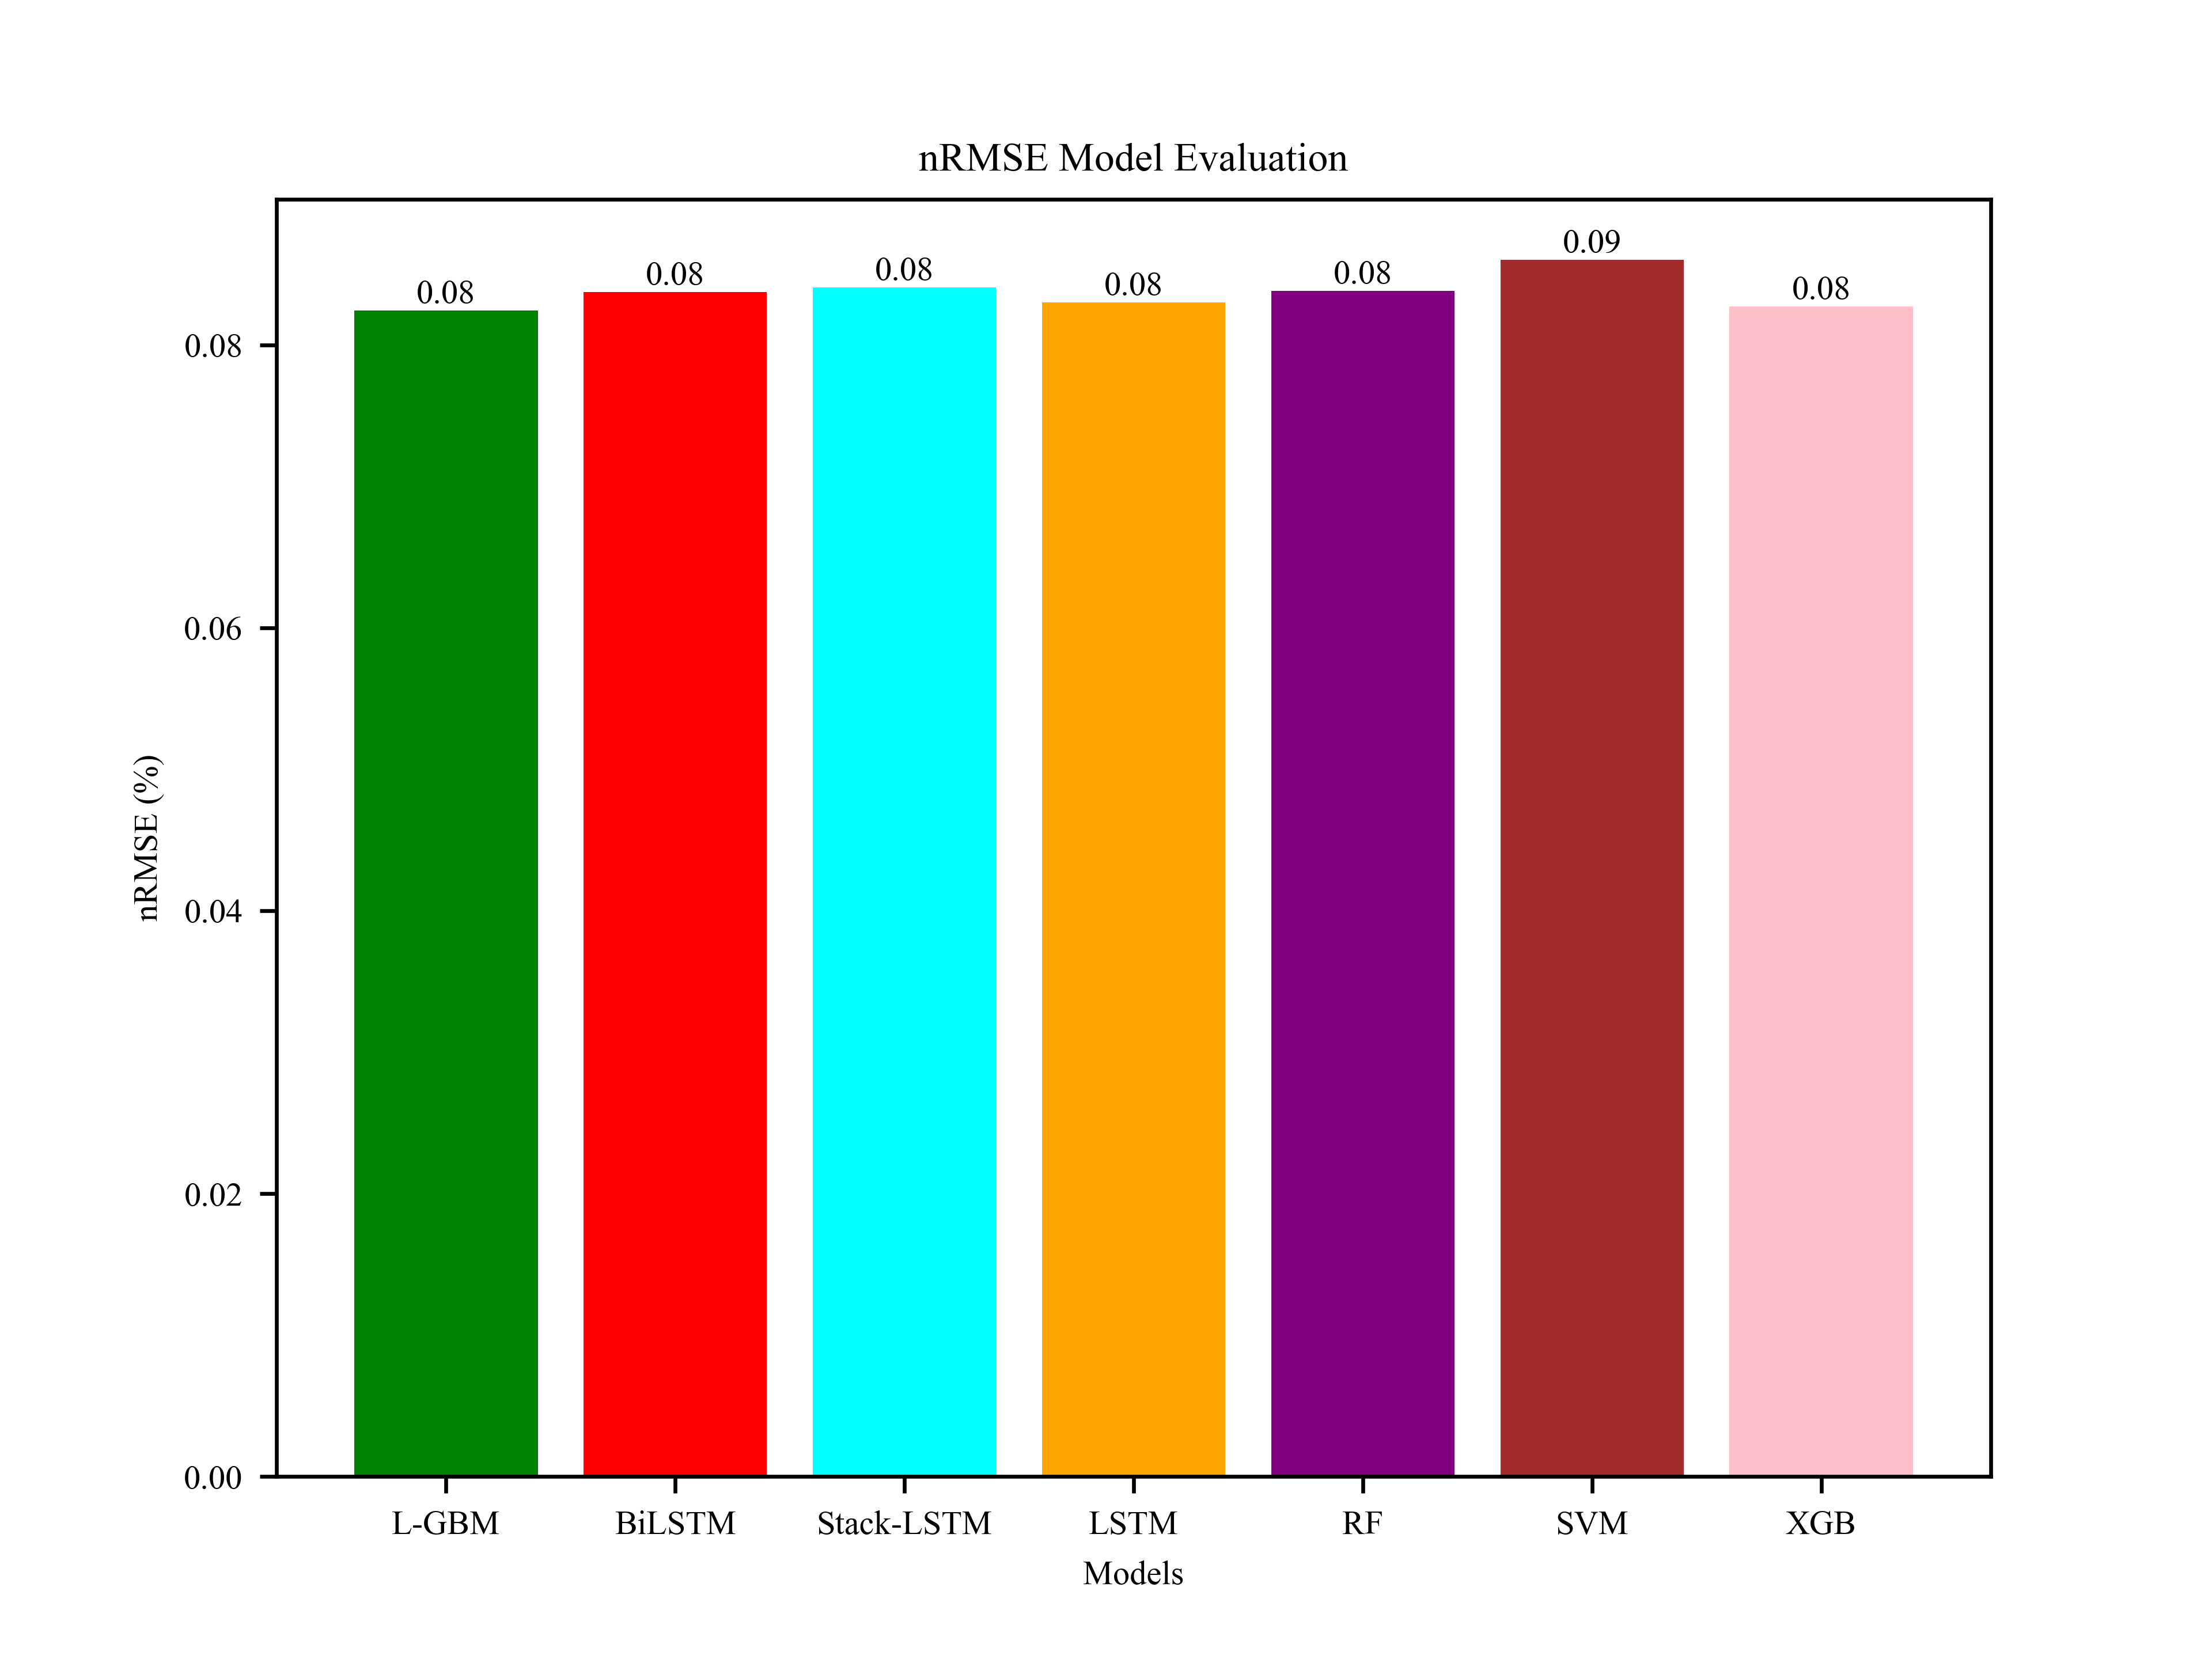 nRMSE Model Evaluation
0.08 0.08 0.08 0.08 0.08 0.09 0.08
0.08
0.06
0.04
0.02
0.00
nRMSE (%)
L-GBM BiLSTM Stack-LSTM LSTM RF SVM XGB
Models